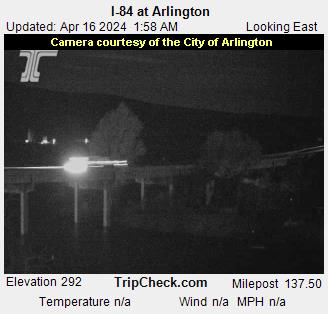 I-84 at Arlington
Updated: Apr 16 2024 1:58 AM Looking East
Camera courtesy of the City of Arlington
Elevation 292 TripCheck.com Milepost 137.50
Temperature n/a Wind n/a MPH n/a